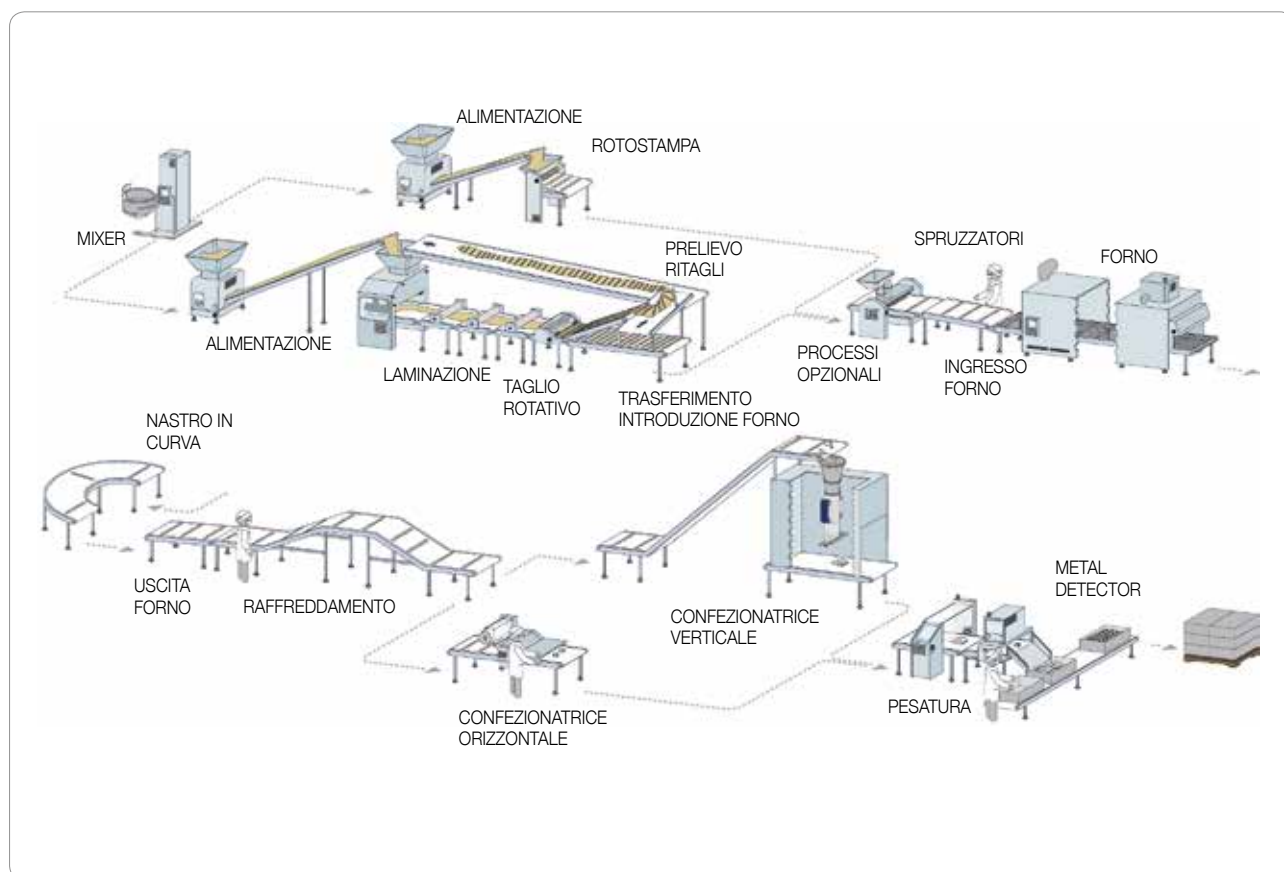 ALIMENTAZIONE
ROTOSTAMPA
MIXER
PRELIEVO
RITAGLI
SPRUZZATORI
FORNO
ALIMENTAZIONE
LAMINAZIONE
TAGLIO
ROTATIVO
TRASFERIMENTO
INTRODUZIONE FORNO
PROCESSI
OPZIONALI
INGRESSO
FORNO
NASTRO IN
CURVA
USCITA
FORNO
RAFFREDDAMENTO
CONFEZIONATRICE
VERTICALE
METAL
DETECTOR
CONFEZIONATRICE
ORIZZONTALE
PESATURA